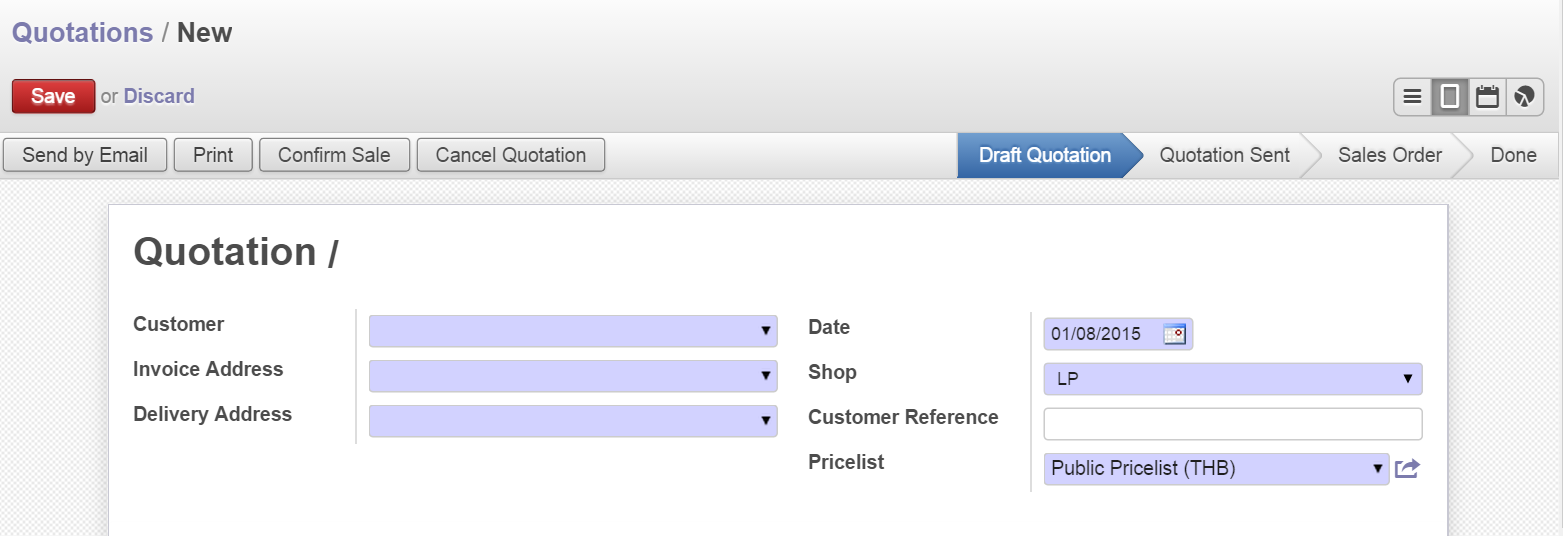 Quotations / New
Save or Discard
Send by Email Print Confirm Sale Cancel Quotation Draft Quotation Quotation Sent Sales Order Done
Quotation /
Customer
Invoice Address
Delivery Address
Date 01/08/2015
Shop LP
Customer Reference
Pricelist Public Pricelist (THB)